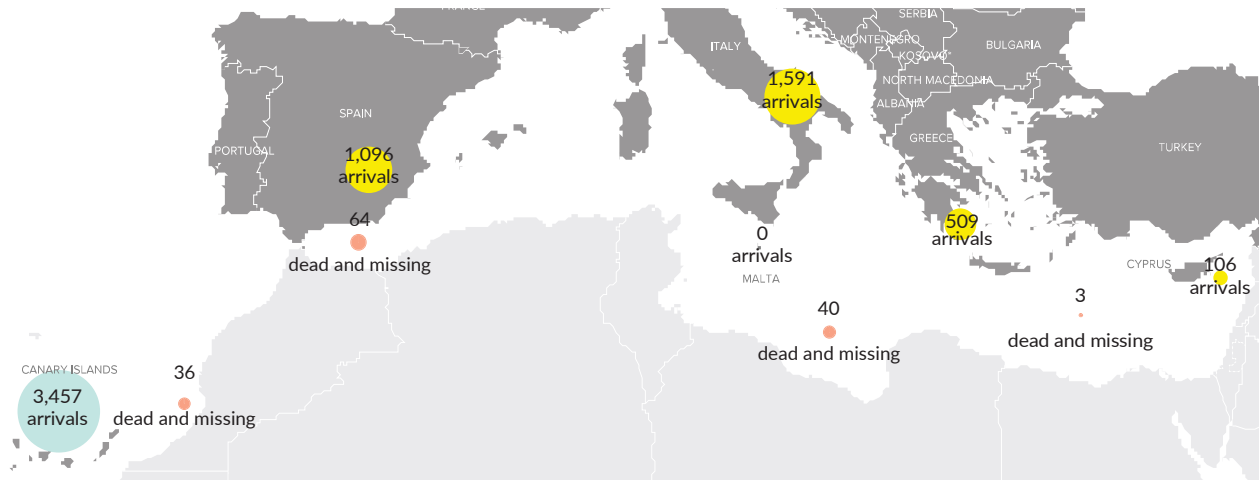 FRANCE
SERBIA
ITALY
MONTENEGRO
BULGARIA
KOSOVO
1,591
arrivals
NORTH MACEDONIA
ALBANIA
SPAIN
GREECE
TURKEY
PORTUGAL
1,096
arrivals
64
dead and missing
509
arrivals
0
arrivals
MALTA
CYPRUS
106
arrivals
40
dead and missing
3
dead and missing
CANARY ISLANDS
3,457
arrivals
36
dead and missing